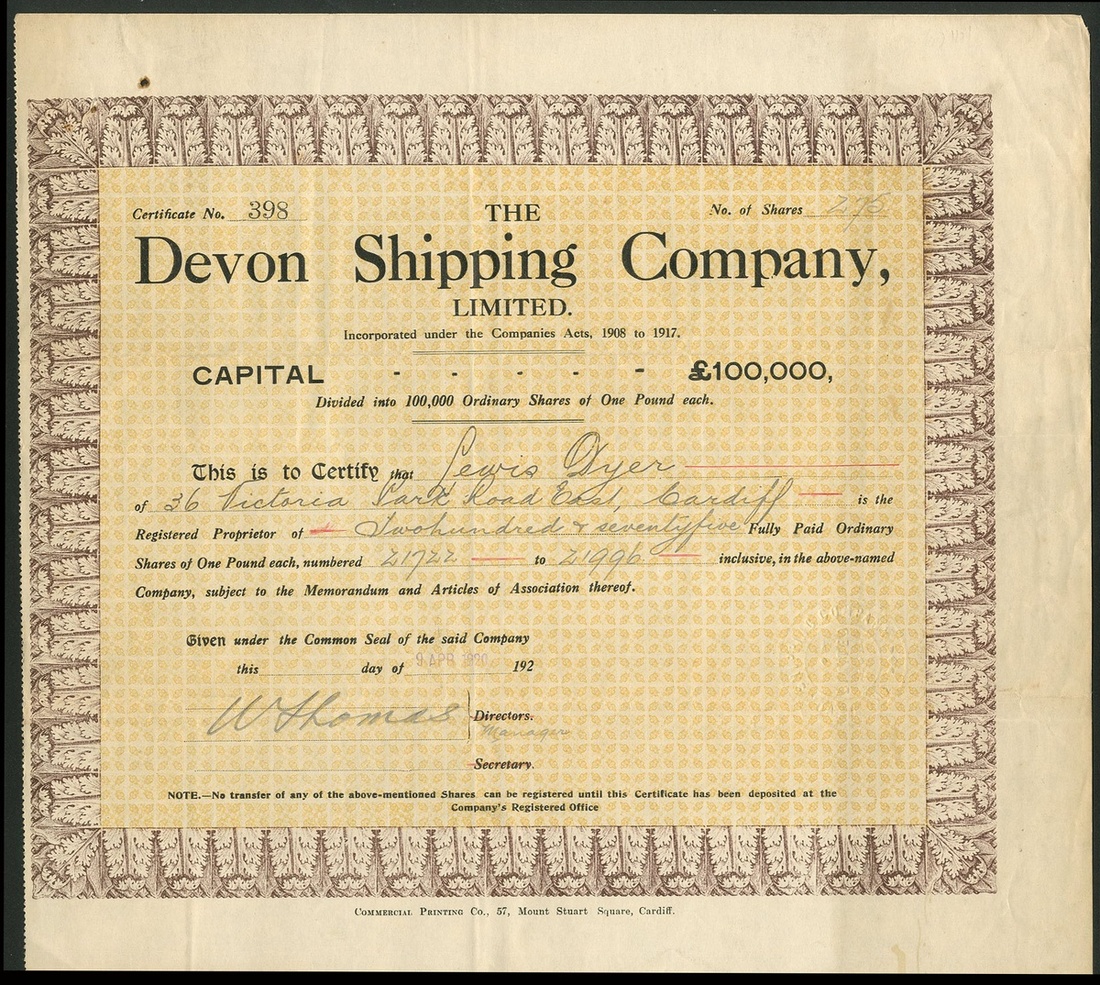 Certificate No. 398
No. of Shares 275
THE
Devon Shipping Company,
LIMITED.
Incorporated under the Companies Acts, 1908 to 1917.
CAPITAL - - - - - £100,000,
Divided into 100,000 Ordinary Shares of One Pound each.
This is to Certify that Lewis Dyer
of 36 Victoria Park Road East, Cardiff is the
Registered Proprietor of Twohundred & seventyfive Fully Paid Ordinary
Shares of One Pound each, numbered 21722 to 21996 inclusive, in the above-named
Company, subject to the Memorandum and Articles of Association thereof.
Given under the Common Seal of the said Company
this day of 9 APR 1920 192
W Thomas
Directors.
Manager
Secretary.
NOTE.—No transfer of any of the above-mentioned Shares can be registered until this Certificate has been deposited at the
Company's Registered Office
COMMERCIAL PRINTING CO., 57, Mount Stuart Square, Cardiff.